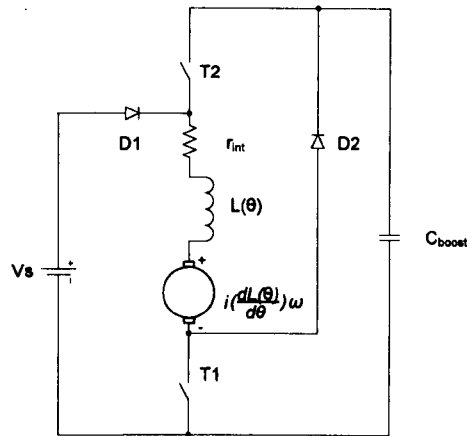 T2
D1
r_int
D2
L(θ)
C_boost
Vs
+
-
+
i(dL(θ)/dθ)ω
-
T1